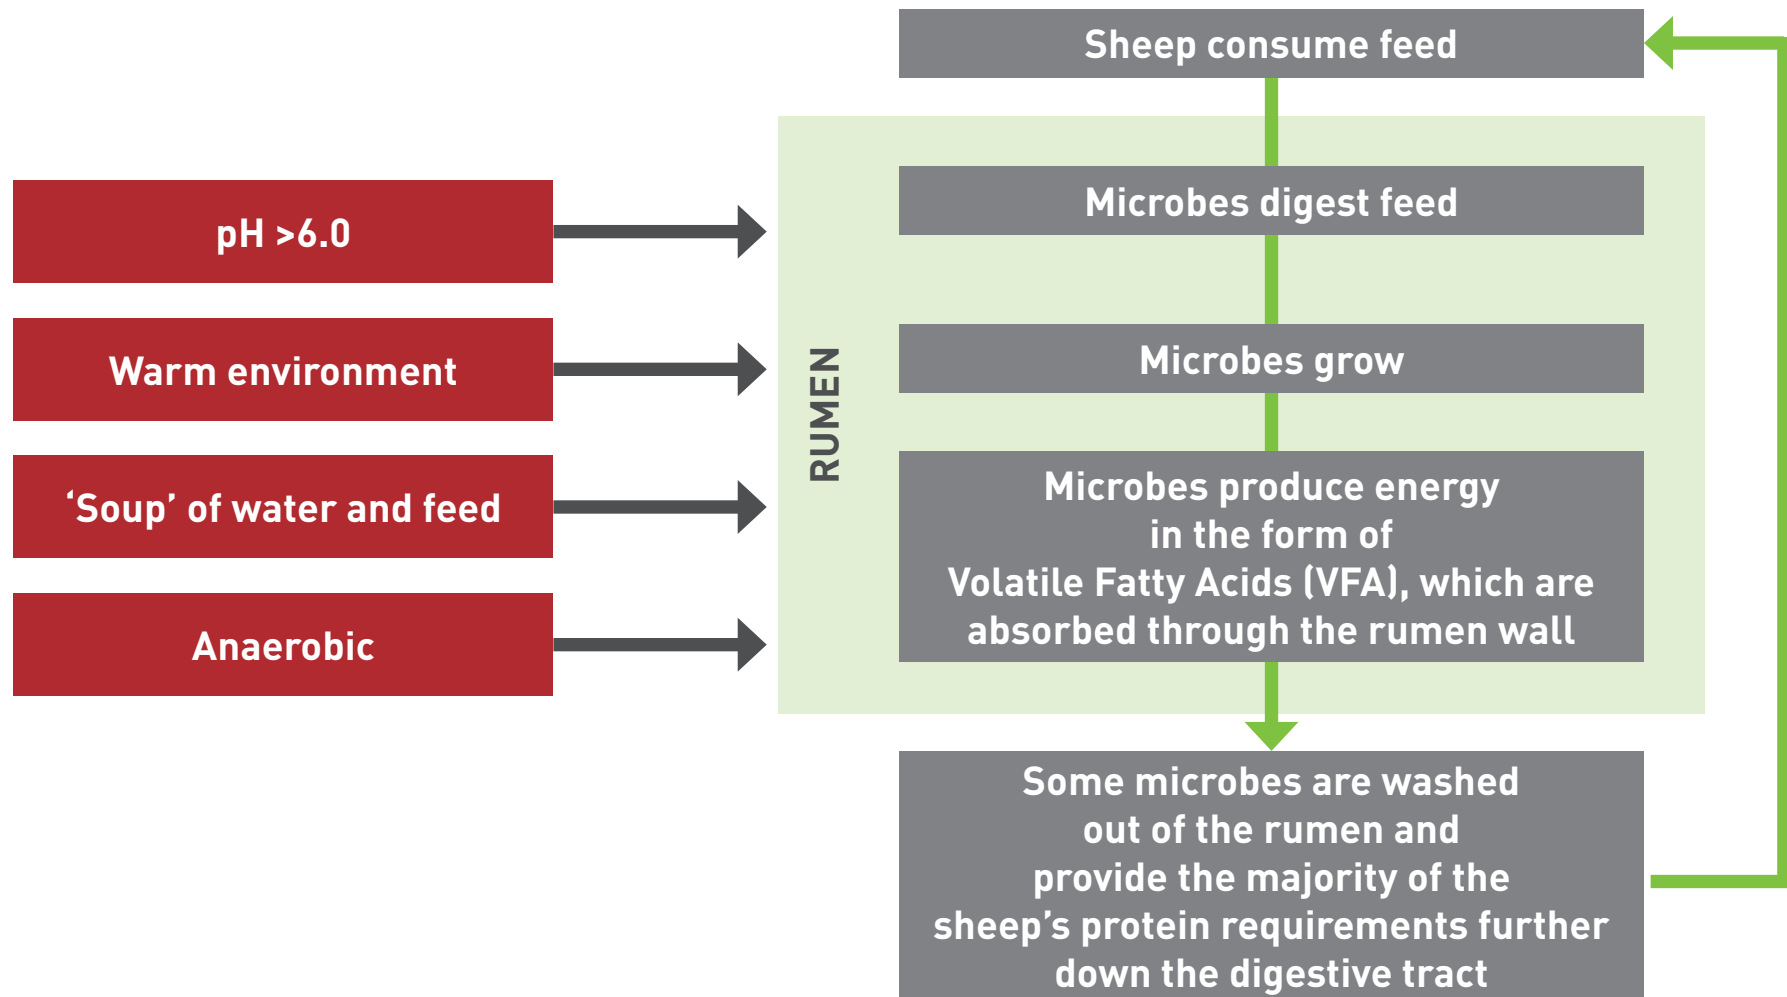 Sheep consume feed
pH >6.0
Warm environment
‘Soup’ of water and feed
Anaerobic
RUMEN
Microbes digest feed
Microbes grow
Microbes produce energy
in the form of
Volatile Fatty Acids (VFA), which are
absorbed through the rumen wall
Some microbes are washed
out of the rumen and
provide the majority of the
sheep’s protein requirements further
down the digestive tract